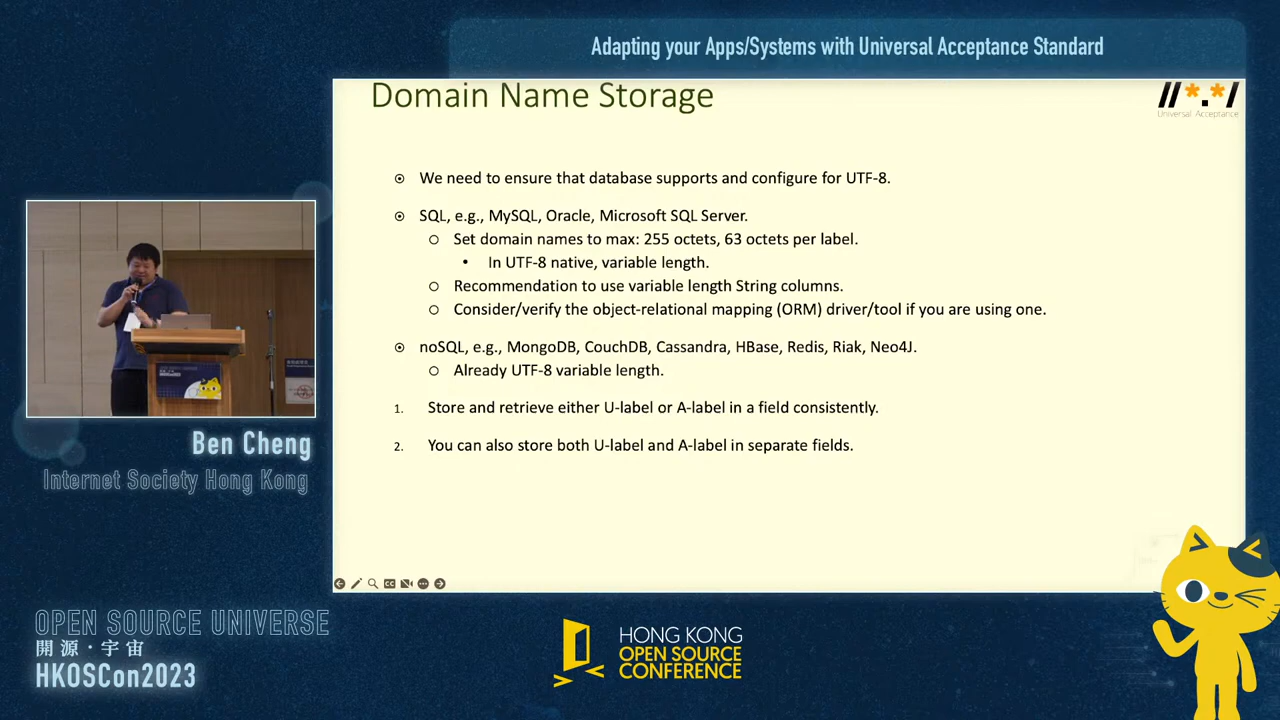 Adapting your Apps/Systems with Universal Acceptance Standard
Domain Name Storage
//*.*/
Universal Acceptance
We need to ensure that database supports and configure for UTF-8.
SQL, e.g., MySQL, Oracle, Microsoft SQL Server.
Set domain names to max: 255 octets, 63 octets per label.
In UTF-8 native, variable length.
Recommendation to use variable length String columns.
Consider/verify the object-relational mapping (ORM) driver/tool if you are using one.
noSQL, e.g., MongoDB, CouchDB, Cassandra, HBase, Redis, Riak, Neo4J.
Already UTF-8 variable length.
1. Store and retrieve either U-label or A-label in a field consistently.
2. You can also store both U-label and A-label in separate fields.
Ben Cheng
Internet Society Hong Kong
OPEN SOURCE UNIVERSE
開源·宇宙
HKOSCon2023
HONG KONG
OPEN SOURCE
CONFERENCE